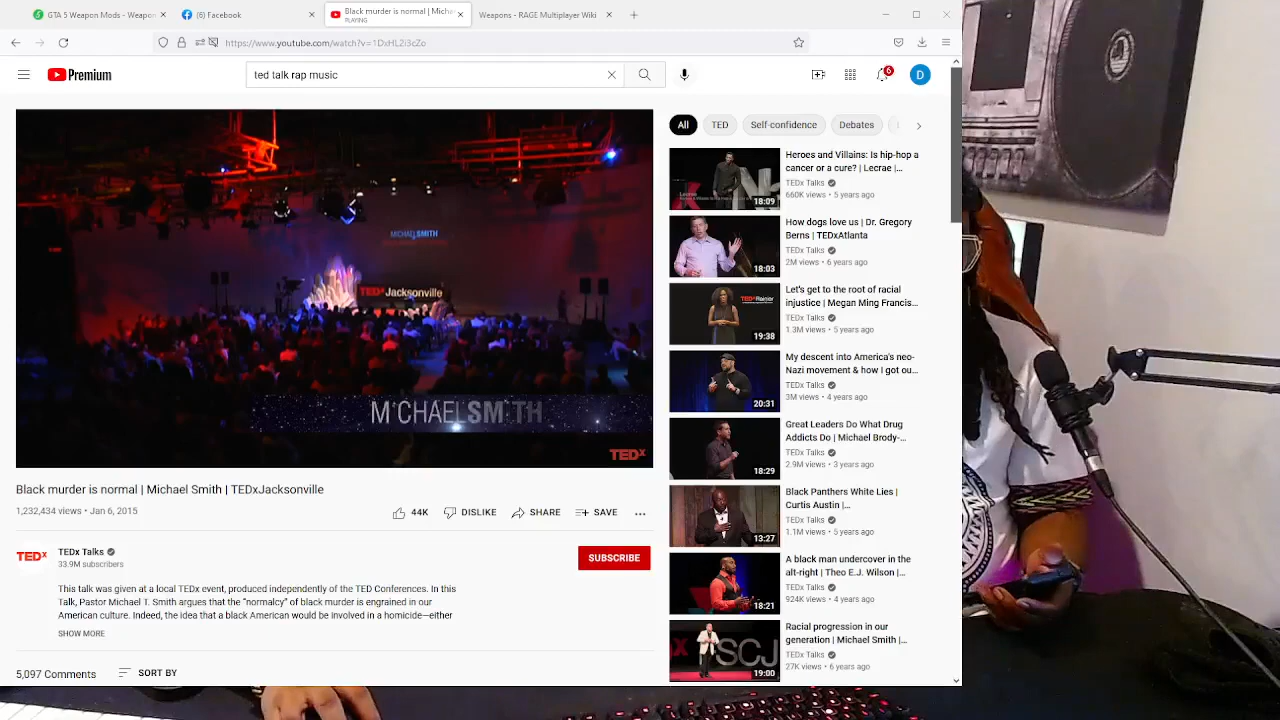 GTA 5 Weapon Mods - Weapon
(6) Facebook
Black murder is normal | Micha
PLAYING
Weapons - RAGE Multiplayer Wiki
https://www.youtube.com/watch?v=1DxHL2i3cZo
Premium
ted talk rap music
6
D
MICHAELSMITH
TEDxJacksonville
M'CHAELSM TH
TEDx
All
TED
Self-confidence
Debates
Heroes and Villains: Is hip-hop a
cancer or a cure? | Lecrae |...
TEDx Talks
660K views • 5 years ago
18:09
How dogs love us | Dr. Gregory
Berns | TEDxAtlanta
TEDx Talks
2M views • 6 years ago
18:03
Let's get to the root of racial
injustice | Megan Ming Francis...
TEDx Talks
1.3M views • 5 years ago
19:38
My descent into America's neo-
Nazi movement & how I got ou...
TEDx Talks
3M views • 4 years ago
20:31
Great Leaders Do What Drug
Addicts Do | Michael Brody-...
TEDx Talks
2.9M views • 3 years ago
18:29
Black Panthers White Lies |
Curtis Austin |...
TEDx Talks
1.1M views • 5 years ago
13:27
A black man undercover in the
alt-right | Theo E.J. Wilson |...
TEDx Talks
924K views • 4 years ago
18:21
Racial progression in our
generation | Michael Smith |...
TEDx Talks
27K views • 6 years ago
19:00
Black murder is normal | Michael Smith | TEDxJacksonville
1,232,434 views • Jan 6, 2015
44K
DISLIKE
SHARE
SAVE
TEDx
TEDx Talks
33.9M subscribers
SUBSCRIBE
This talk was given at a local TEDx event, produced independently of the TED Conferences. In this
Talk, Pastor Michael T. Smith argues that the "normalcy" of black murder is engrained in our
American culture. Indeed, the idea that a black American would be involved in a homicide—either
SHOW MORE
5,097 Comments
SORT BY